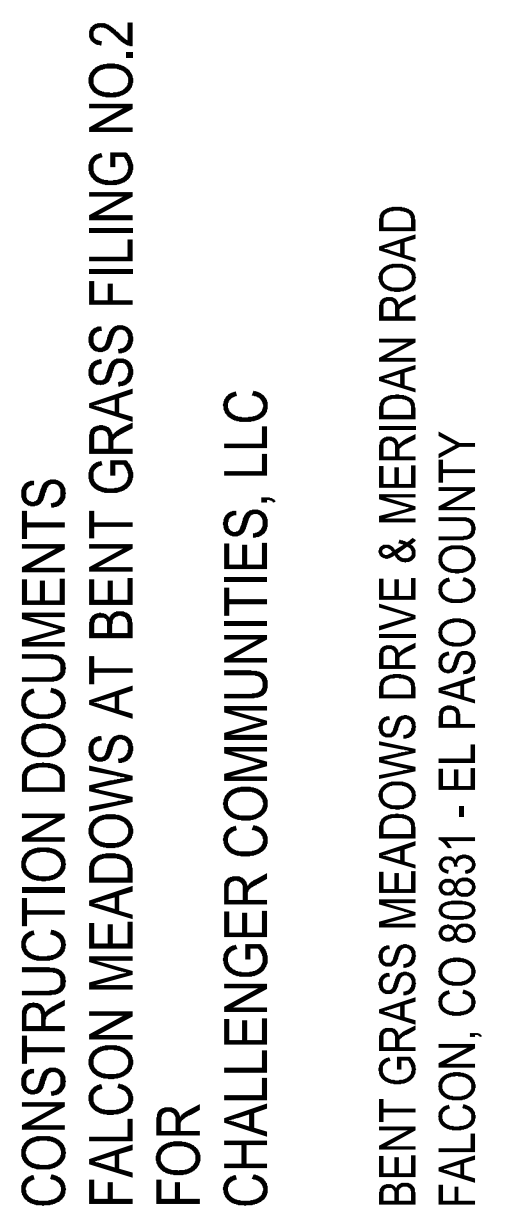 CONSTRUCTION DOCUMENTS
FALCON MEADOWS AT BENT GRASS FILING NO.2
FOR
CHALLENGER COMMUNITIES, LLC
BENT GRASS MEADOWS DRIVE & MERIDAN ROAD
FALCON, CO 80831 - EL PASO COUNTY